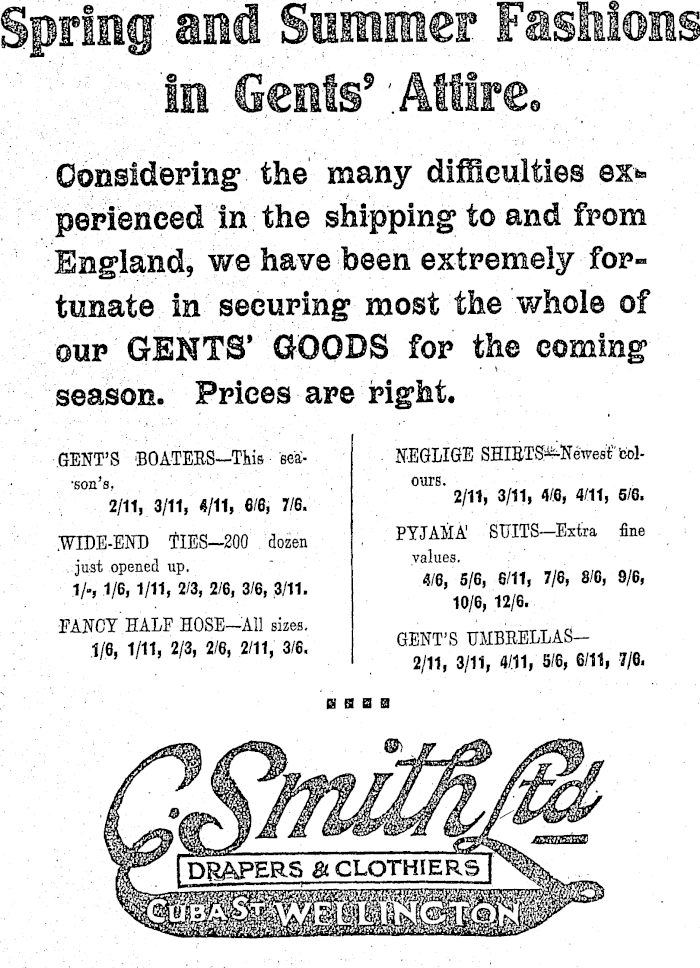 Spring and Summer Fashions
in Gents' Attire.
Considering the many difficulties ex-
perienced in the shipping to and from
England, we have been extremely for-
tunate in securing most the whole of
our GENTS' GOODS for the coming
season. Prices are right.
GENT'S BOATERS—This sea-
son's.
2/11, 3/11, 4/11, 6/6, 7/6.
WIDE-END TIES—200 dozen
just opened up.
1/-, 1/6, 1/11, 2/3, 2/6, 3/6, 3/11.
FANCY HALF HOSE—All sizes.
1/6, 1/11, 2/3, 2/6, 2/11, 3/6.
NEGLIGE SHIRTS—Newest col-
ours.
2/11, 3/11, 4/6, 4/11, 5/6.
PYJAMA SUITS—Extra fine
values.
4/6, 5/6, 6/11, 7/6, 8/6, 9/6,
10/6, 12/6.
GENT'S UMBRELLAS—
2/11, 3/11, 4/11, 5/6, 6/11, 7/6.
C. Smith Ltd
DRAPERS & CLOTHIERS
CUBA ST WELLINGTON